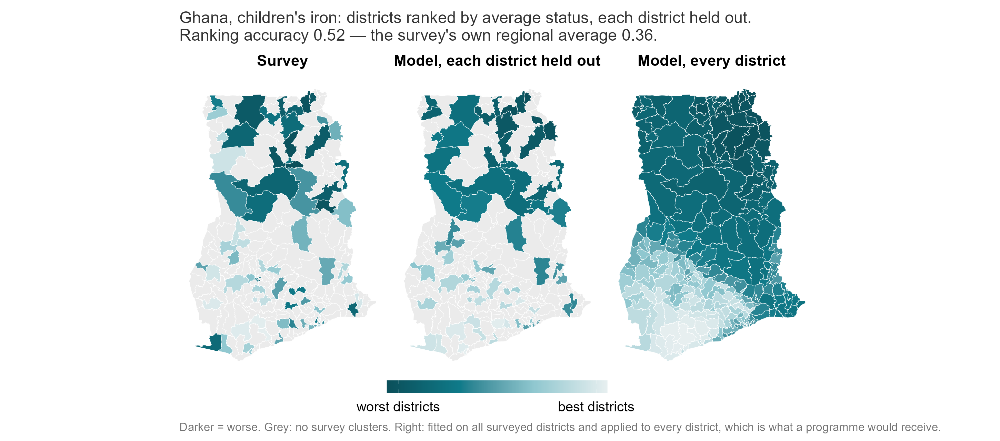 Ghana, children's iron: districts ranked by average status, each district held out.
Ranking accuracy 0.52 — the survey's own regional average 0.36.
Survey
Model, each district held out
Model, every district
worst districts
best districts
Darker = worse. Grey: no survey clusters. Right: fitted on all surveyed districts and applied to every district, which is what a programme would receive.